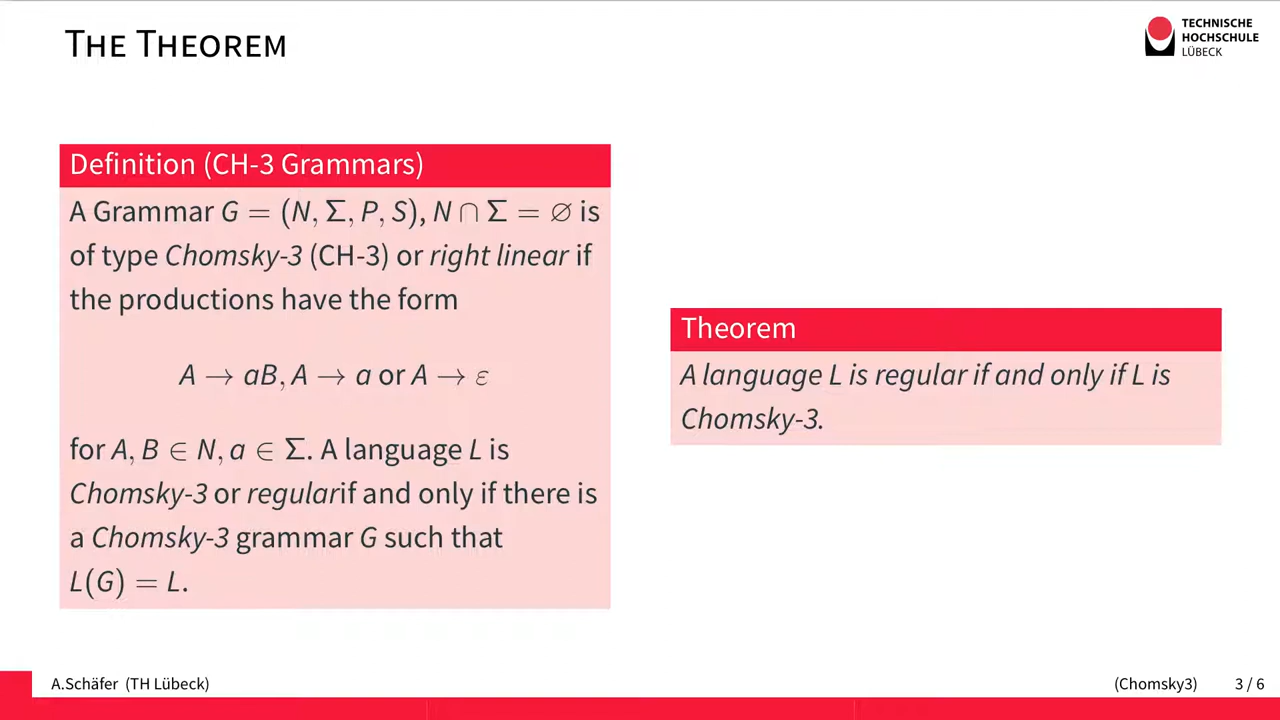 THE THEOREM
TECHNISCHE
HOCHSCHULE
LÜBECK
Definition (CH-3 Grammars)
A Grammar G = (N, Σ, P, S), N ∩ Σ = ∅ is
of type Chomsky-3 (CH-3) or right linear if
the productions have the form
A → aB, A → a or A → ε
for A, B ∈ N, a ∈ Σ. A language L is
Chomsky-3 or regularif and only if there is
a Chomsky-3 grammar G such that
L(G) = L.
Theorem
A language L is regular if and only if L is
Chomsky-3.
A.Schäfer (TH Lübeck)
(Chomsky3)
3 / 6